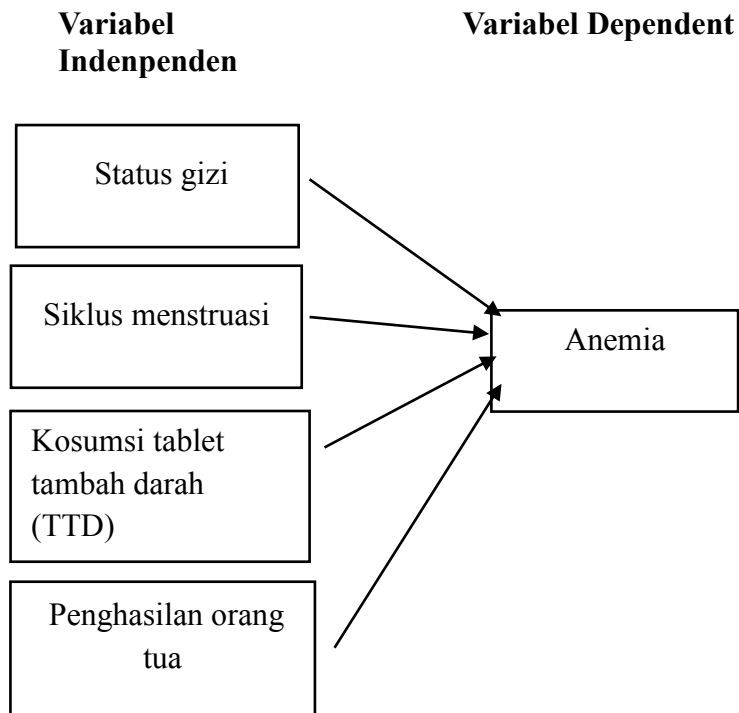 Variabel
Indenpenden
Variabel Dependent
Status gizi
Siklus menstruasi
Anemia
Kosumsi tablet
tambah darah
(TTD)
Penghasilan orang
tua